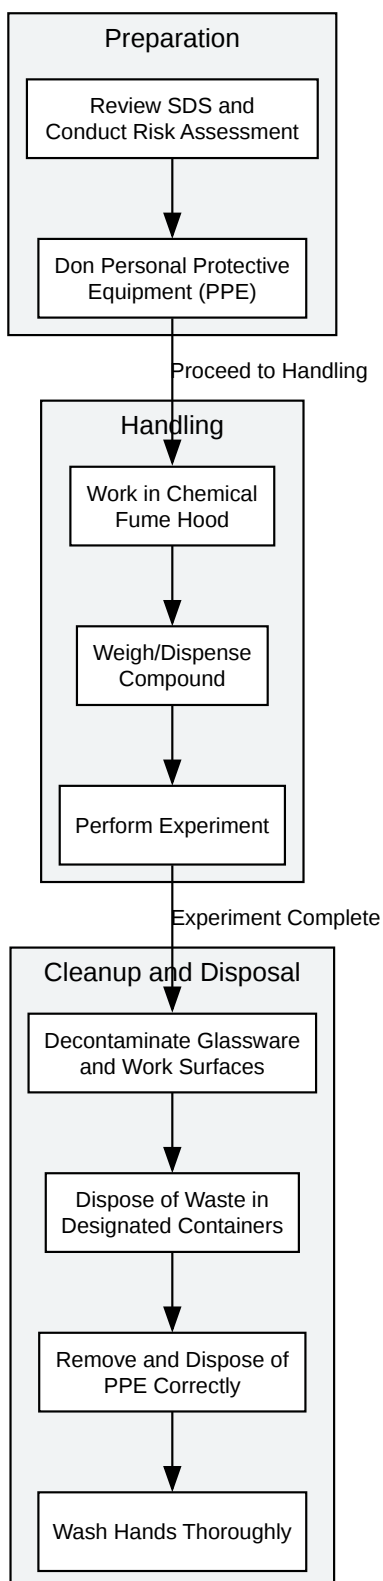 Preparation
Review SDS and
Conduct Risk Assessment
Don Personal Protective
Equipment (PPE)
Proceed to Handling
Handling
Work in Chemical
Fume Hood
Weigh/Dispense
Compound
Perform Experiment
Experiment Complete
Cleanup and Disposal
Decontaminate Glassware
and Work Surfaces
Dispose of Waste in
Designated Containers
Remove and Dispose of
PPE Correctly
Wash Hands Thoroughly